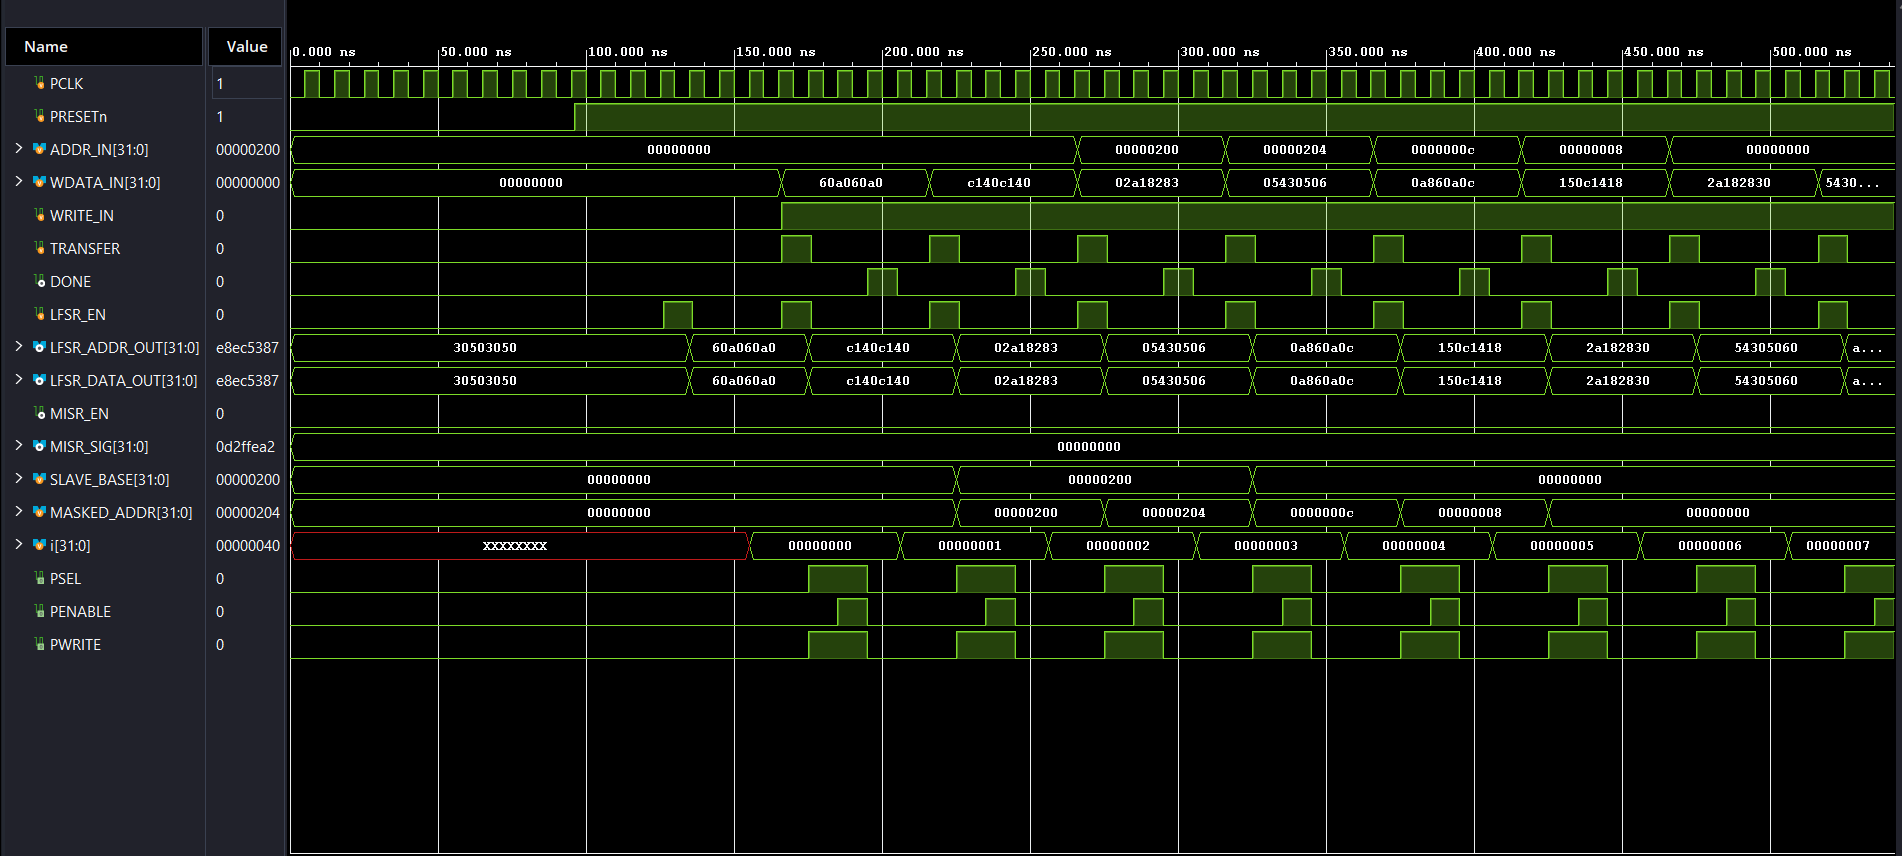 Name Value 0.000 ns 50.000 ns 100.000 ns 150.000 ns 200.000 ns 250.000 ns 300.000 ns 350.000 ns 400.000 ns 450.000 ns 500.000 ns
PCLK 1
PRESETn 1
ADDR_IN[31:0] 00000200 00000000 00000200 00000204 0000000c 00000008 00000000
WDATA_IN[31:0] 00000000 00000000 60a060a0 c140c140 02a18283 05430506 0a860a0c 150c1418 2a182830 5430...
WRITE_IN 0
TRANSFER 0
DONE 0
LFSR_EN 0
LFSR_ADDR_OUT[31:0] e8ec5387 30503050 60a060a0 c140c140 02a18283 05430506 0a860a0c 150c1418 2a182830 54305060 a...
LFSR_DATA_OUT[31:0] e8ec5387 30503050 60a060a0 c140c140 02a18283 05430506 0a860a0c 150c1418 2a182830 54305060 a...
MISR_EN 0
MISR_SIG[31:0] 0d2ffea2 00000000
SLAVE_BASE[31:0] 00000200 00000000 00000200 00000000
MASKED_ADDR[31:0] 00000204 00000000 00000200 00000204 0000000c 00000008 00000000
i[31:0] 00000040 XXXXXXXX 00000000 00000001 00000002 00000003 00000004 00000005 00000006 00000007
PSEL 0
PENABLE 0
PWRITE 0